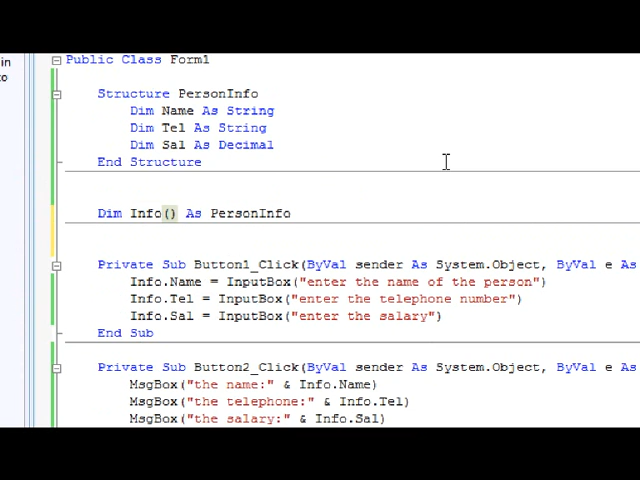 in
to
Public Class Form1
Structure PersonInfo
Dim Name As String
Dim Tel As String
Dim Sal As Decimal
End Structure
Dim Info() As PersonInfo
Private Sub Button1_Click(ByVal sender As System.Object, ByVal e As
Info.Name = InputBox("enter the name of the person")
Info.Tel = InputBox("enter the telephone number")
Info.Sal = InputBox("enter the salary")
End Sub
Private Sub Button2_Click(ByVal sender As System.Object, ByVal e As
MsgBox("the name:" & Info.Name)
MsgBox("the telephone:" & Info.Tel)
MsgBox("the salary:" & Info.Sal)